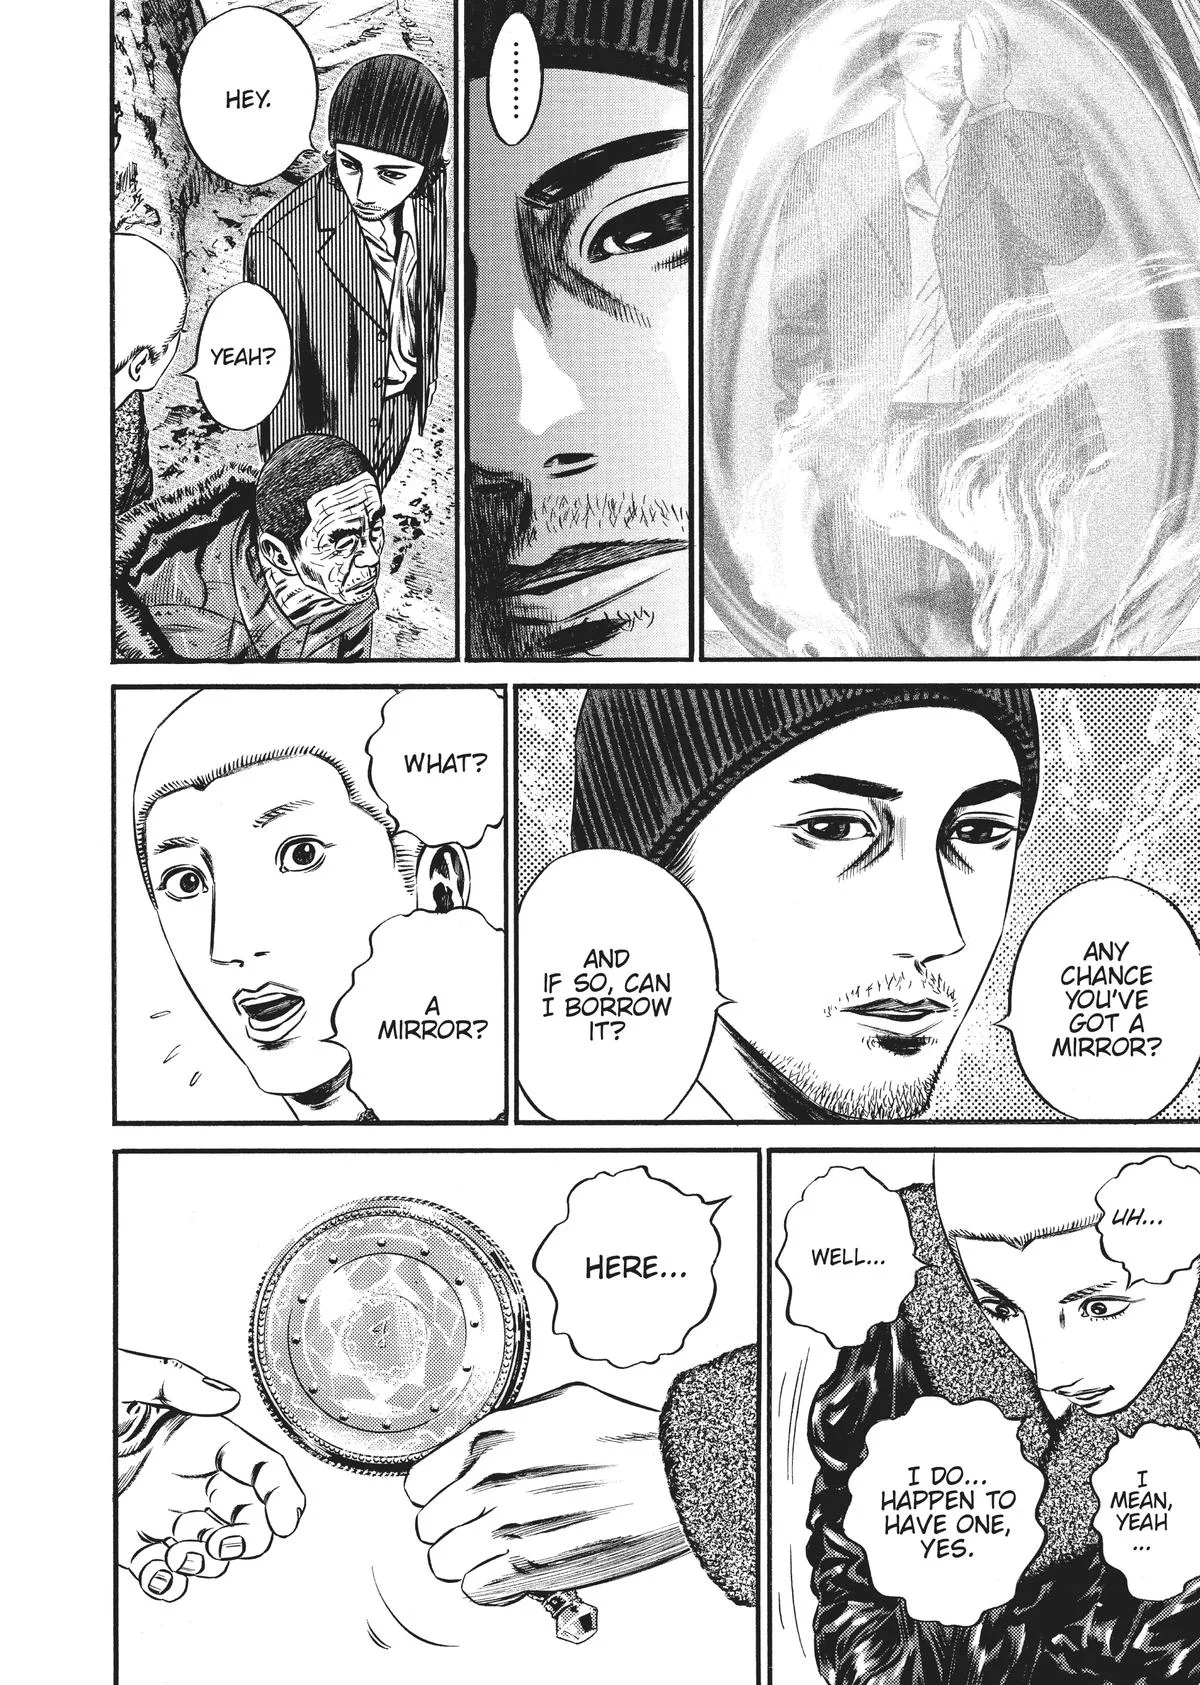 .........
HEY.
YEAH?
ANY
CHANCE
YOU'VE
GOT A
MIRROR?
AND
IF SO, CAN
I BORROW
IT?
WHAT?
A
MIRROR?
UH...
WELL...
I
MEAN,
YEAH
...
I DO...
HAPPEN TO
HAVE ONE,
YES.
HERE...